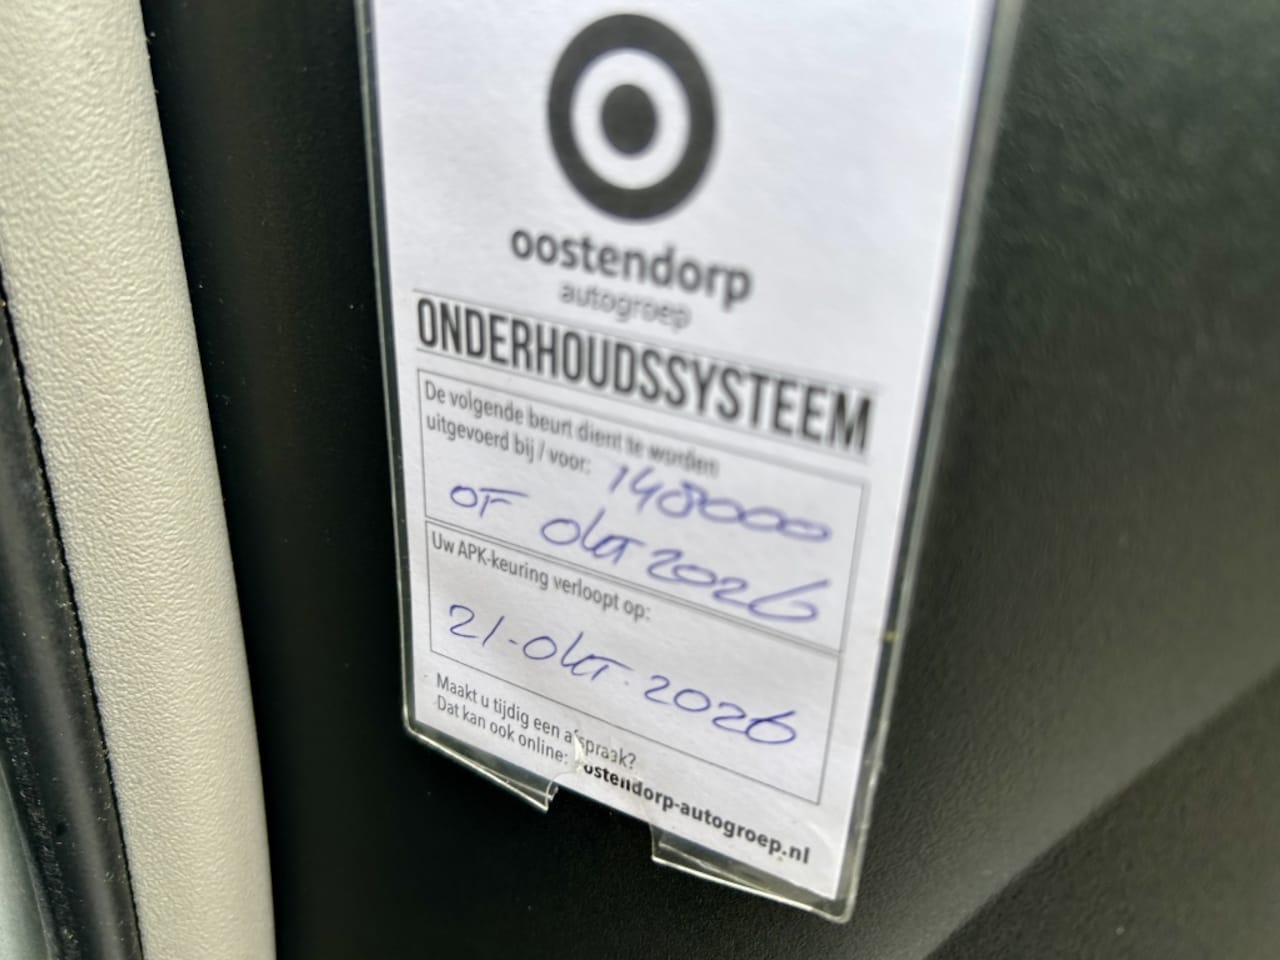 oostendorp
autogroep
ONDERHOUDSSYSTEEM
De volgende beurt dient te worden
uitgevoerd bij / voor: 148000
OF Okt 2026
Uw APK-keuring verloopt op:
21-Okt-2026
Maakt u tijdig een afspraak?
Dat kan ook online: oostendorp-autogroep.nl